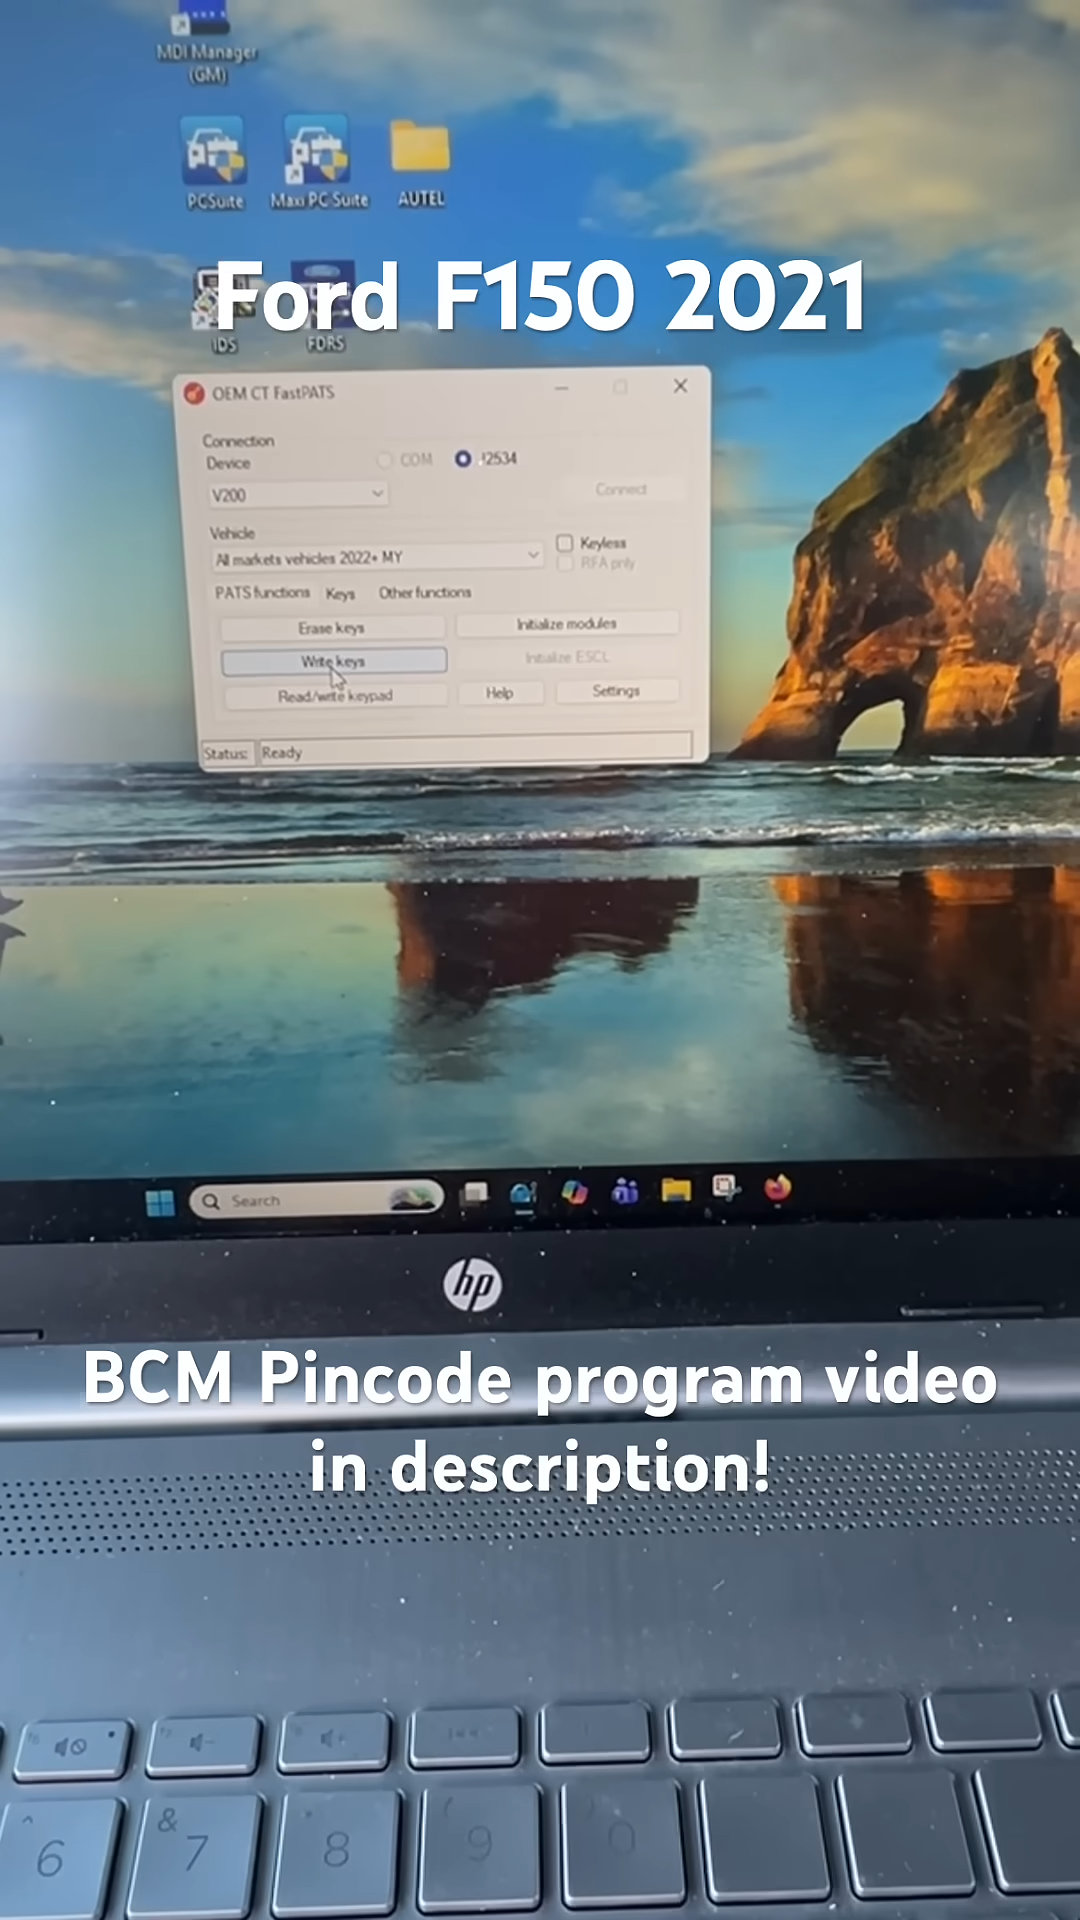 MDI Manager
(GM)
PCSuite
Maxi PC Suite
AUTEL
Ford F150 2021
IDS
FDRS
OEM CT FastPATS
Connection
Device
COM
J2534
V200
Connect
Vehicle
All markets vehicles 2022+ MY
Keyless
RFA only
PATS functions
Keys
Other functions
Erase keys
Initialize modules
Write keys
Initialize ESCL
Read/write keypad
Help
Settings
Status:
Ready
Search
hp
BCM Pincode program video
in description!
&
6
7
8
9
0